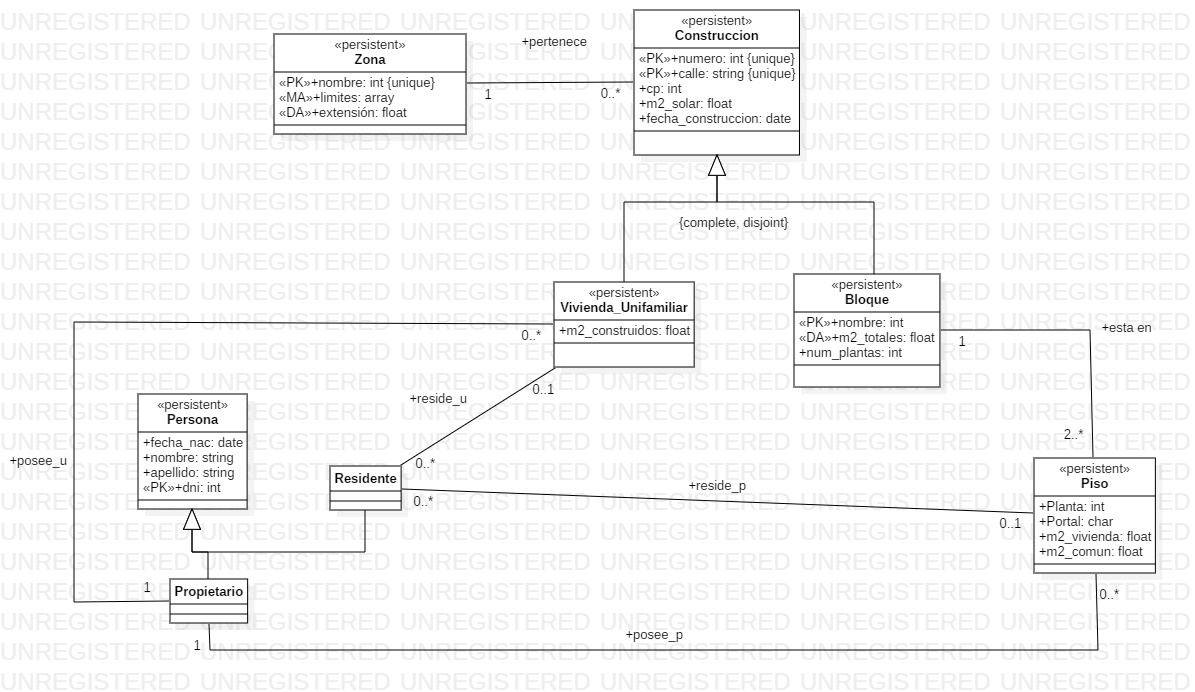 «persistent»
Zona
«PK»+nombre: int {unique}
«MA»+limites: array
«DA»+extensión: float
+pertenece
1
0..*
«persistent»
Construccion
«PK»+numero: int {unique}
«PK»+calle: string {unique}
+cp: int
+m2_solar: float
+fecha_construccion: date
{complete, disjoint}
«persistent»
Vivienda_Unifamiliar
+m2_construidos: float
0..*
0..1
«persistent»
Bloque
«PK»+nombre: int
«DA»+m2_totales: float
+num_plantas: int
1
+esta en
2..*
+reside_u
«persistent»
Persona
+fecha_nac: date
+nombre: string
+apellido: string
«PK»+dni: int
+posee_u
Residente
0..*
0..*
+reside_p
0..1
«persistent»
Piso
+Planta: int
+Portal: char
+m2_vivienda: float
+m2_comun: float
0..*
Propietario
1
1
+posee_p
UNREGISTERED